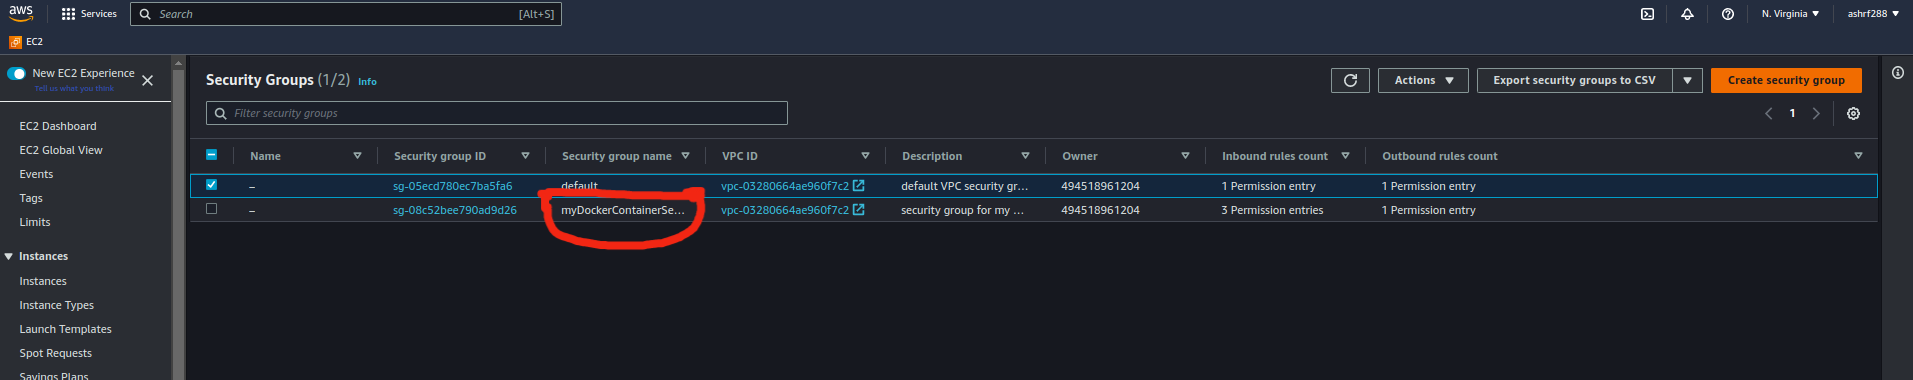 aws Services Search [Alt+S] N. Virginia ashrf288
EC2
New EC2 Experience
Tell us what you think
EC2 Dashboard
EC2 Global View
Events
Tags
Limits
Instances
Instances
Instance Types
Launch Templates
Spot Requests
Savings Plans
Security Groups (1/2) Info Actions Export security groups to CSV Create security group
Filter security groups 1
Name Security group ID Security group name VPC ID Description Owner Inbound rules count Outbound rules count
– sg-05ecd780ec7ba5fa6 default vpc-03280664ae960f7c2 default VPC security gr... 494518961204 1 Permission entry 1 Permission entry
– sg-08c52bee790ad9d26 myDockerContainerSe... vpc-03280664ae960f7c2 security group for my ... 494518961204 3 Permission entries 1 Permission entry